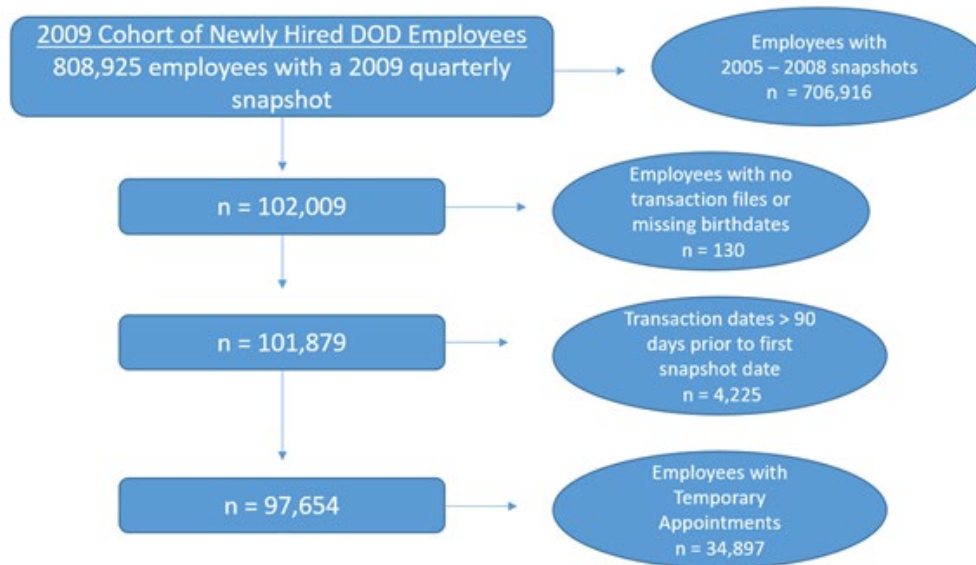 2009 Cohort of Newly Hired DOD Employees
808,925 employees with a 2009 quarterly
snapshot
Employees with
2005 – 2008 snapshots
n  = 706,916
n = 102,009
Employees with no
transaction files or
missing birthdates
n = 130
n = 101,879
Transaction dates > 90
days prior to first
snapshot date
n = 4,225
n = 97,654
Employees with
Temporary
Appointments
n = 34,897